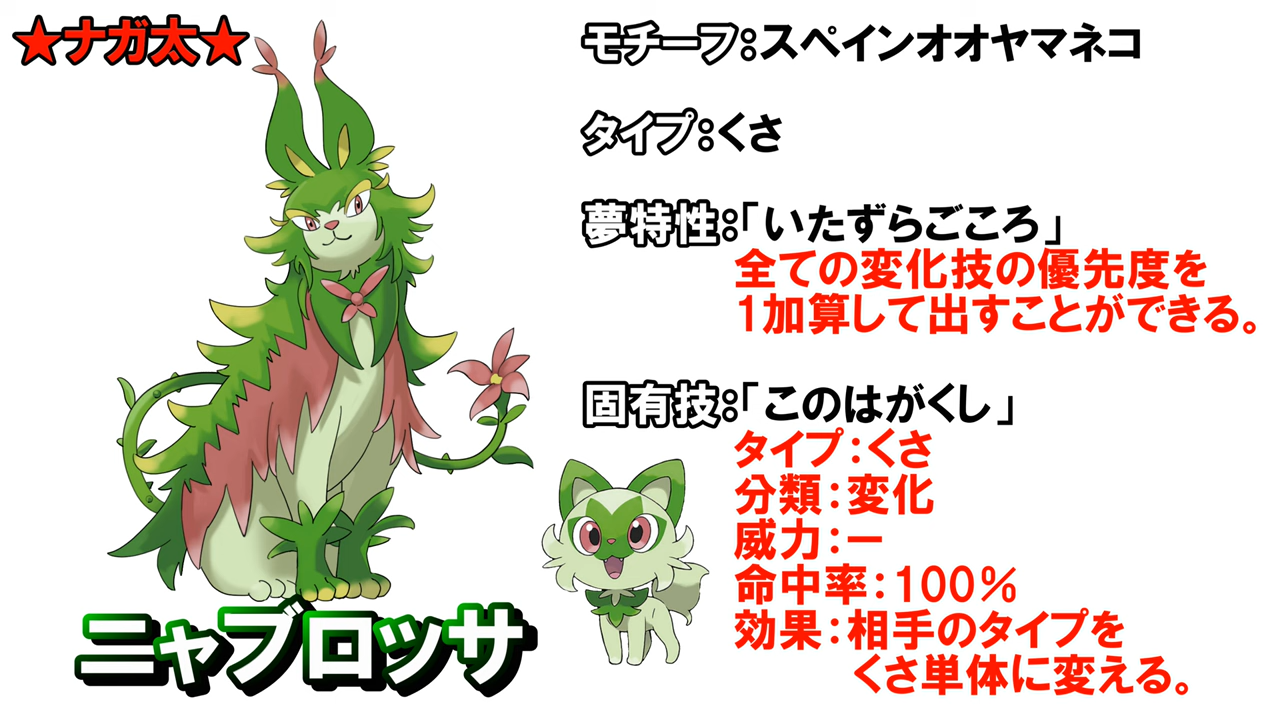 ★ナガ太★
モチーフ：スペインオオヤマネコ
タイプ：くさ
夢特性：「いたずらごころ」
全ての変化技の優先度を
1加算して出すことができる。
固有技：「このはがくし」
タイプ：くさ
分類：変化
威力：ー
命中率：100%
効果：相手のタイプを
くさ単体に変える。
ニャブロッサ